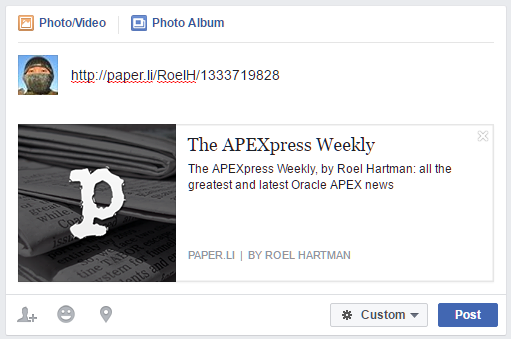 Photo/Video | Photo Album
http://paper.li/RoelH/1333719828
p
The APEXpress Weekly
The APEXpress Weekly, by Roel Hartman: all the
greatest and latest Oracle APEX news
PAPER.LI | BY ROEL HARTMAN
Custom
Post